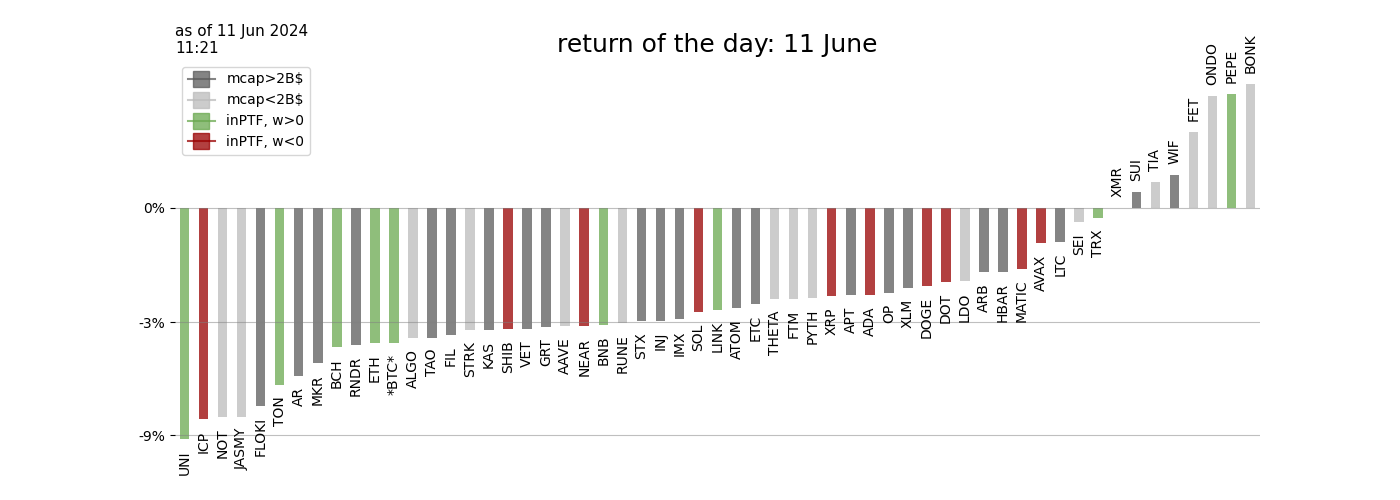 as of 11 Jun 2024
11:21
return of the day: 11 June
mcap>2B$
mcap<2B$
inPTF, w>0
inPTF, w<0
0%
-3%
-9%
UNI
ICP
NOT
JASMY
FLOKI
TON
AR
MKR
BCH
RNDR
ETH
*BTC*
ALGO
TAO
FIL
STRK
KAS
SHIB
VET
GRT
AAVE
NEAR
BNB
RUNE
STX
INJ
IMX
SOL
LINK
ATOM
ETC
THETA
FTM
PYTH
XRP
APT
ADA
OP
XLM
DOGE
DOT
LDO
ARB
HBAR
MATIC
AVAX
LTC
SEI
TRX
XMR
SUI
TIA
WIF
FET
ONDO
PEPE
BONK